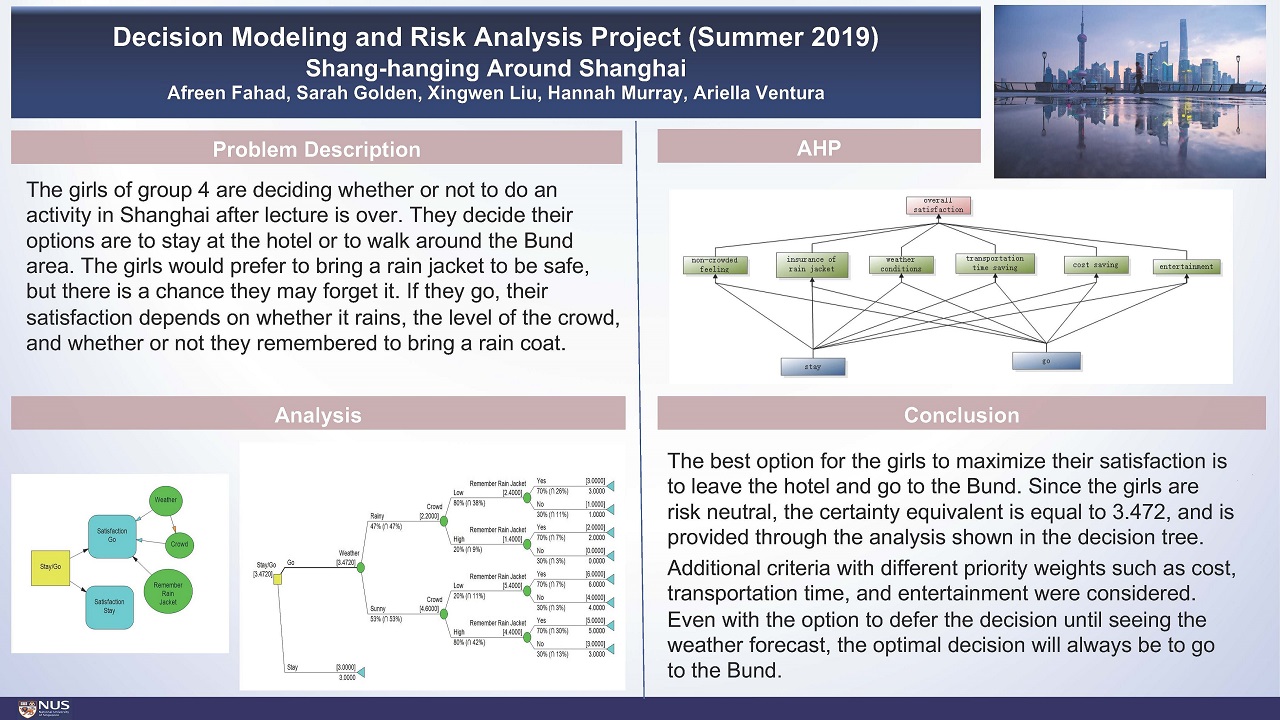 Decision Modeling and Risk Analysis Project (Summer 2019)
Shang-hanging Around Shanghai
Afreen Fahad, Sarah Golden, Xingwen Liu, Hannah Murray, Ariella Ventura
Problem Description
The girls of group 4 are deciding whether or not to do an
activity in Shanghai after lecture is over. They decide their
options are to stay at the hotel or to walk around the Bund
area. The girls would prefer to bring a rain jacket to be safe,
but there is a chance they may forget it. If they go, their
satisfaction depends on whether it rains, the level of the crowd,
and whether or not they remembered to bring a rain coat.
AHP
overall
satisfaction
non-crowded
feeling
insurance of
rain jacket
weather
conditions
transportation
time saving
cost saving
entertainment
stay
go
Analysis
Weather
Satisfaction
Go
Crowd
Stay/Go
Remember
Rain
Jacket
Satisfaction
Stay
Stay/Go
[3.4720]
Go
Weather
[3.4720]
Rainy
47% (∩ 47%)
Crowd
[2.2000]
Low
80% (∩ 38%)
Remember Rain Jacket
[2.4000]
Yes [3.0000]
70% (∩ 26%) 3.0000
No [1.0000]
30% (∩ 11%) 1.0000
High
20% (∩ 9%)
Remember Rain Jacket
[1.4000]
Yes [2.0000]
70% (∩ 7%) 2.0000
No [0.0000]
30% (∩ 3%) 0.0000
Sunny
53% (∩ 53%)
Crowd
[4.6000]
Low
20% (∩ 11%)
Remember Rain Jacket
[5.4000]
Yes [6.0000]
70% (∩ 7%) 6.0000
No [4.0000]
30% (∩ 3%) 4.0000
High
80% (∩ 42%)
Remember Rain Jacket
[4.4000]
Yes [5.0000]
70% (∩ 30%) 5.0000
No [3.0000]
30% (∩ 13%) 3.0000
Stay [3.0000]
3.0000
Conclusion
The best option for the girls to maximize their satisfaction is
to leave the hotel and go to the Bund. Since the girls are
risk neutral, the certainty equivalent is equal to 3.472, and is
provided through the analysis shown in the decision tree.
Additional criteria with different priority weights such as cost,
transportation time, and entertainment were considered.
Even with the option to defer the decision until seeing the
weather forecast, the optimal decision will always be to go
to the Bund.
NUS
National University
of Singapore